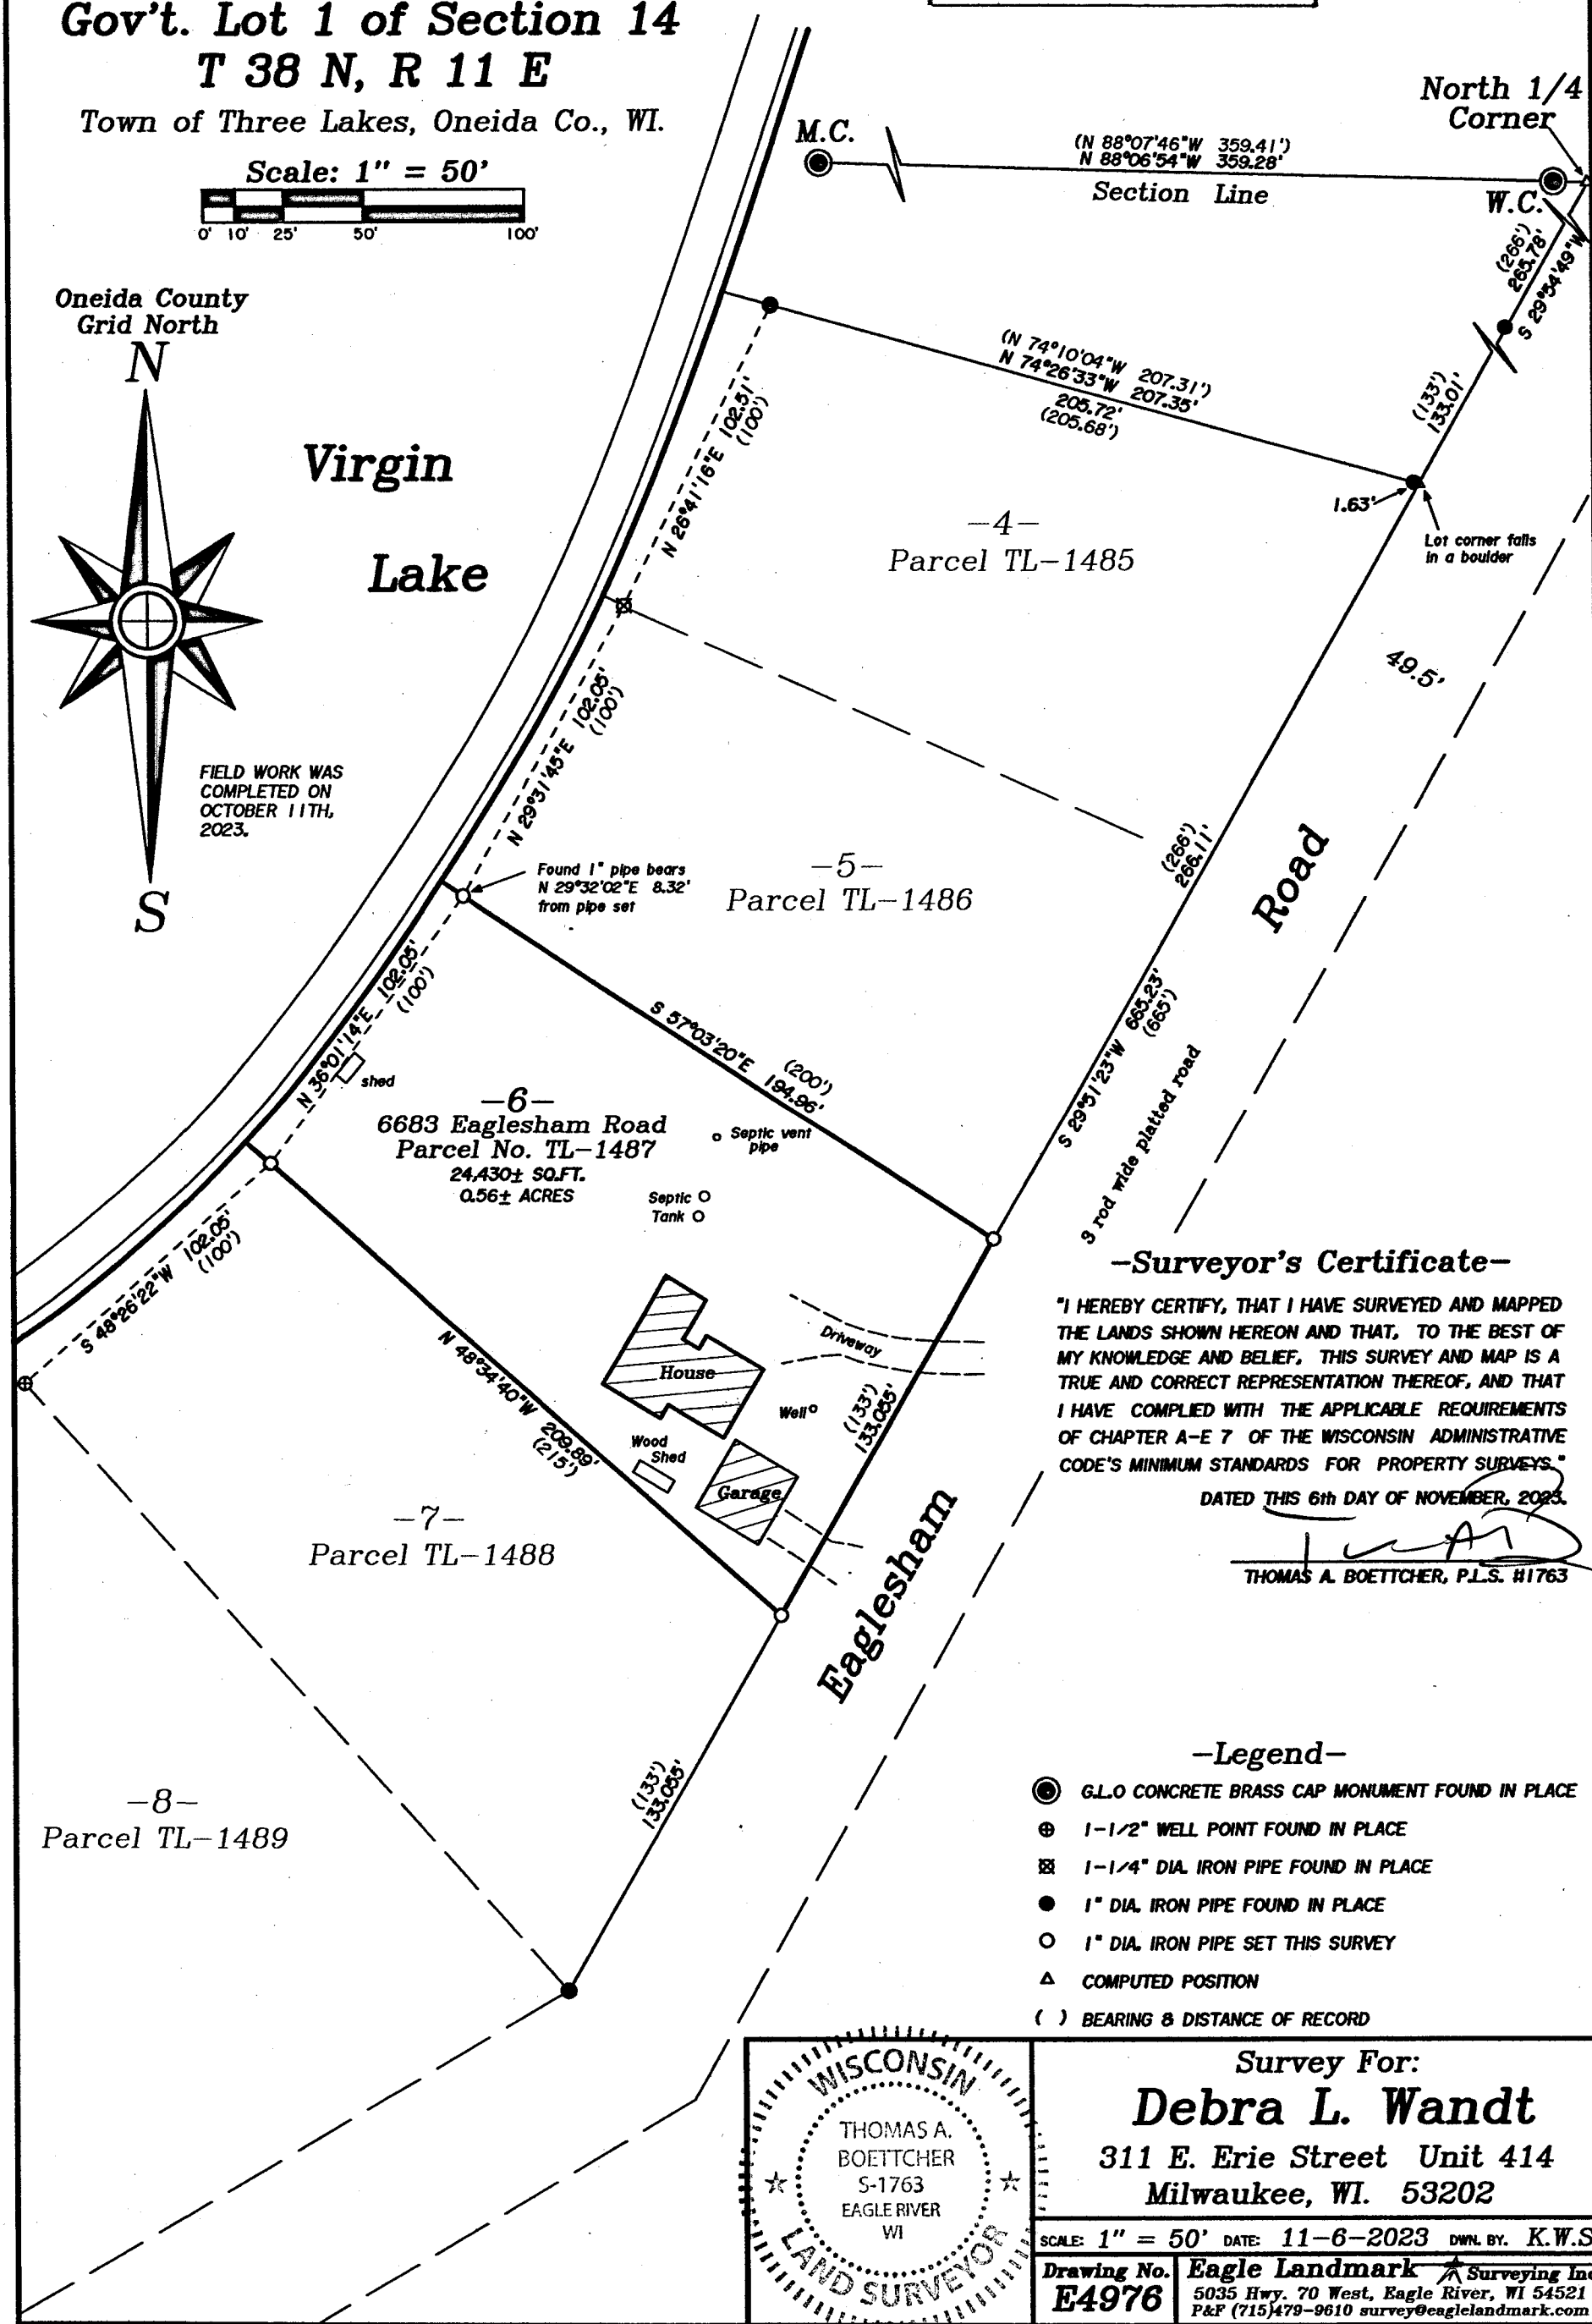 Gov't. Lot 1 of Section 14
T 38 N, R 11 E
Town of Three Lakes, Oneida Co., WI.
Scale: 1" = 50'
0' 10' 25' 50' 100'
Oneida County
Grid North
N
S
Virgin
Lake
FIELD WORK WAS
COMPLETED ON
OCTOBER 11TH,
2023.
M.C.
(N 88°07'46"W 359.41')
N 88°06'54"W 359.28'
Section Line
North 1/4
Corner
W.C.
(266')
265.78'
S 29°54'49"W
(N 74°10'04"W 207.31')
N 74°26'33"W 207.35'
205.72'
(205.68')
(133')
133.01'
1.63'
Lot corner falls
in a boulder
N 26°41'16"E 102.51'
(100')
-4-
Parcel TL-1485
49.5'
N 29°31'45"E 102.05'
(100')
Found 1" pipe bears
N 29°32'02"E 8.32'
from pipe set
-5-
Parcel TL-1486
(266')
266.11'
Road
S 29°51'23"W 665.23'
(665')
3 rod wide platted road
N 36°01'14"E 102.05'
(100')
shed
S 57°03'20"E (200')
194.96'
-6-
6683 Eaglesham Road
Parcel No. TL-1487
24,430± SQ.FT.
0.56± ACRES
Septic vent
pipe
Septic
Tank
S 48°26'22"W 102.05'
(100')
N 48°34'40"W 209.89'
(215')
House
Driveway
Well
(133')
133.055'
Wood
Shed
Garage
-7-
Parcel TL-1488
Eaglesham
(133')
133.055'
-8-
Parcel TL-1489
-Surveyor's Certificate-
"I HEREBY CERTIFY, THAT I HAVE SURVEYED AND MAPPED
THE LANDS SHOWN HEREON AND THAT, TO THE BEST OF
MY KNOWLEDGE AND BELIEF, THIS SURVEY AND MAP IS A
TRUE AND CORRECT REPRESENTATION THEREOF, AND THAT
I HAVE COMPLIED WITH THE APPLICABLE REQUIREMENTS
OF CHAPTER A-E 7 OF THE WISCONSIN ADMINISTRATIVE
CODE'S MINIMUM STANDARDS FOR PROPERTY SURVEYS."
DATED THIS 6th DAY OF NOVEMBER, 2023.
THOMAS A. BOETTCHER, P.L.S. #1763
-Legend-
G.L.O CONCRETE BRASS CAP MONUMENT FOUND IN PLACE
1-1/2" WELL POINT FOUND IN PLACE
1-1/4" DIA. IRON PIPE FOUND IN PLACE
1" DIA. IRON PIPE FOUND IN PLACE
1" DIA. IRON PIPE SET THIS SURVEY
COMPUTED POSITION
( ) BEARING & DISTANCE OF RECORD
WISCONSIN
THOMAS A.
BOETTCHER
S-1763
EAGLE RIVER
WI
LAND SURVEYOR
Survey For:
Debra L. Wandt
311 E. Erie Street Unit 414
Milwaukee, WI. 53202
SCALE: 1" = 50' DATE: 11-6-2023 DWN. BY. K.W.S
Drawing No.
E4976
Eagle Landmark Surveying Inc
5035 Hwy. 70 West, Eagle River, WI 54521
P&F (715)479-9610 survey@eaglelandmark.com